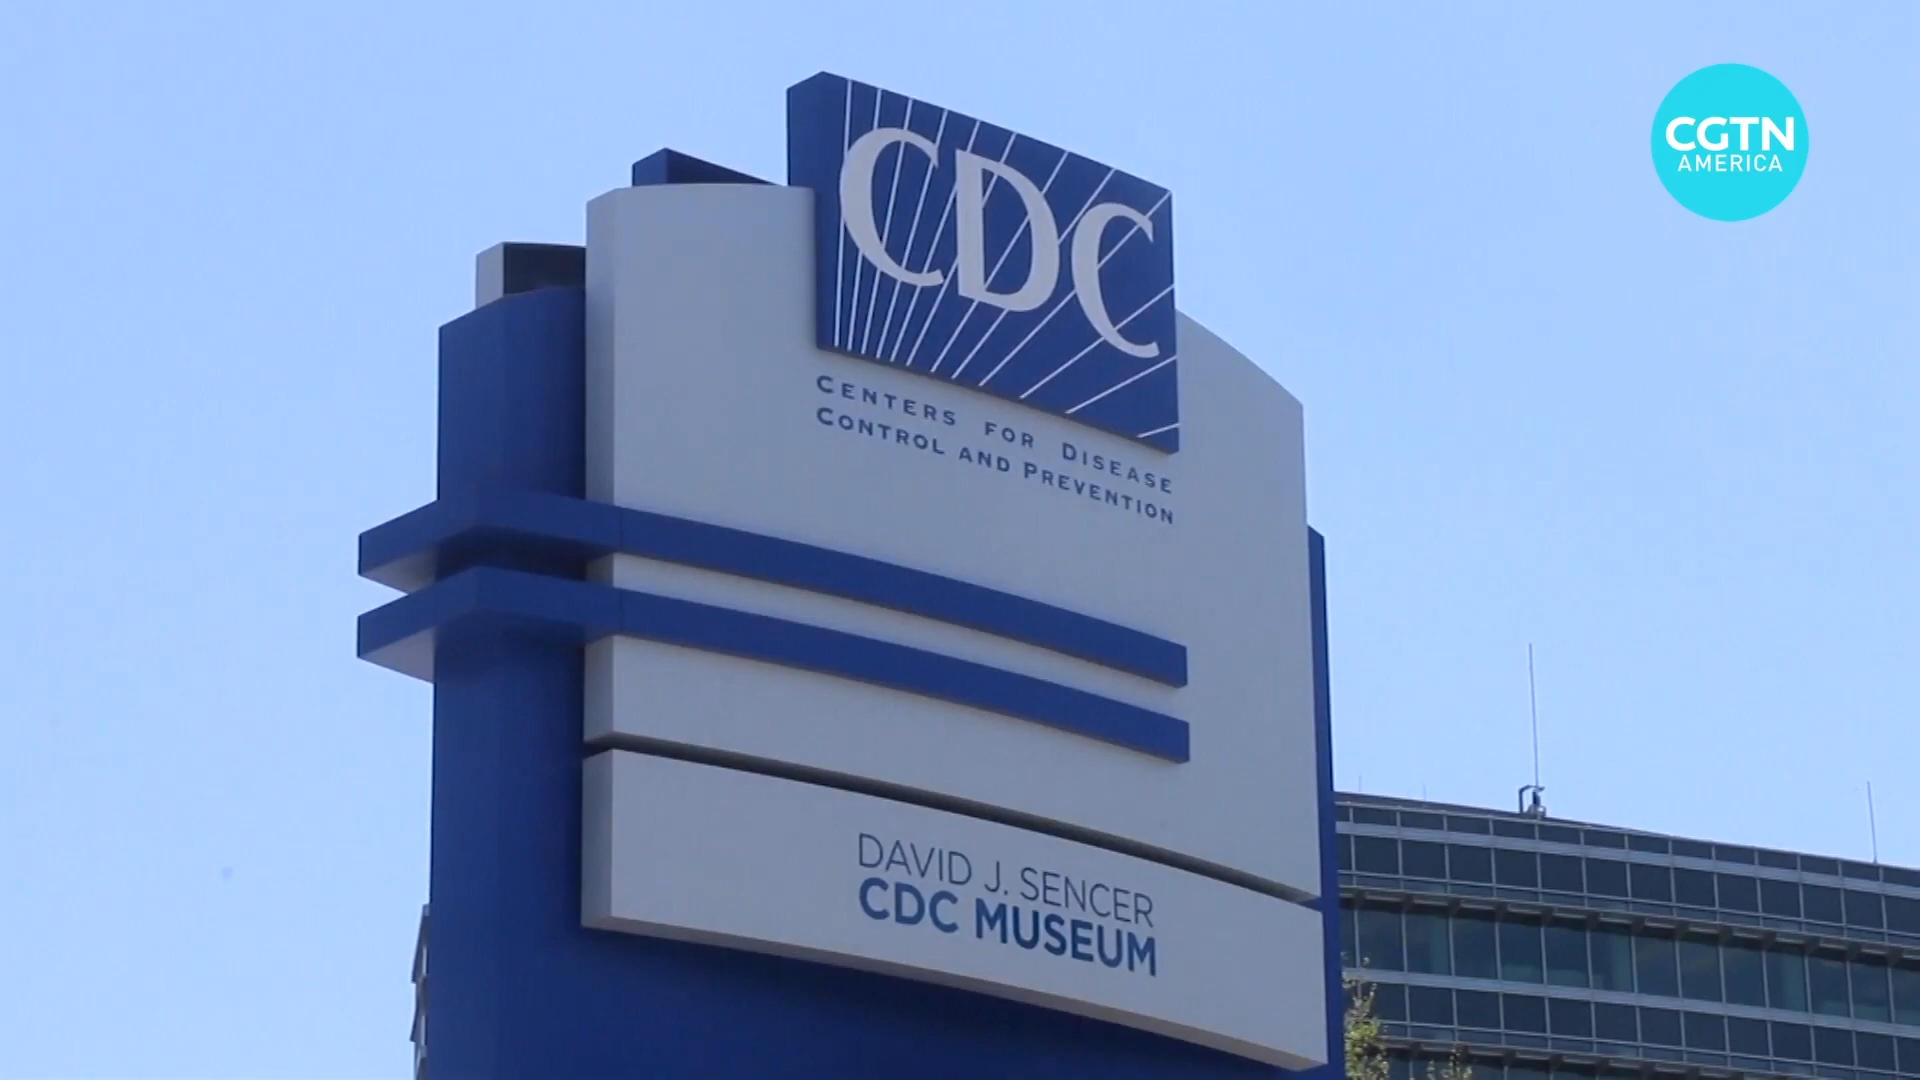 CDC
CENTERS FOR DISEASE
CONTROL AND PREVENTION
DAVID J. SENCER
CDC MUSEUM
CGTN
AMERICA